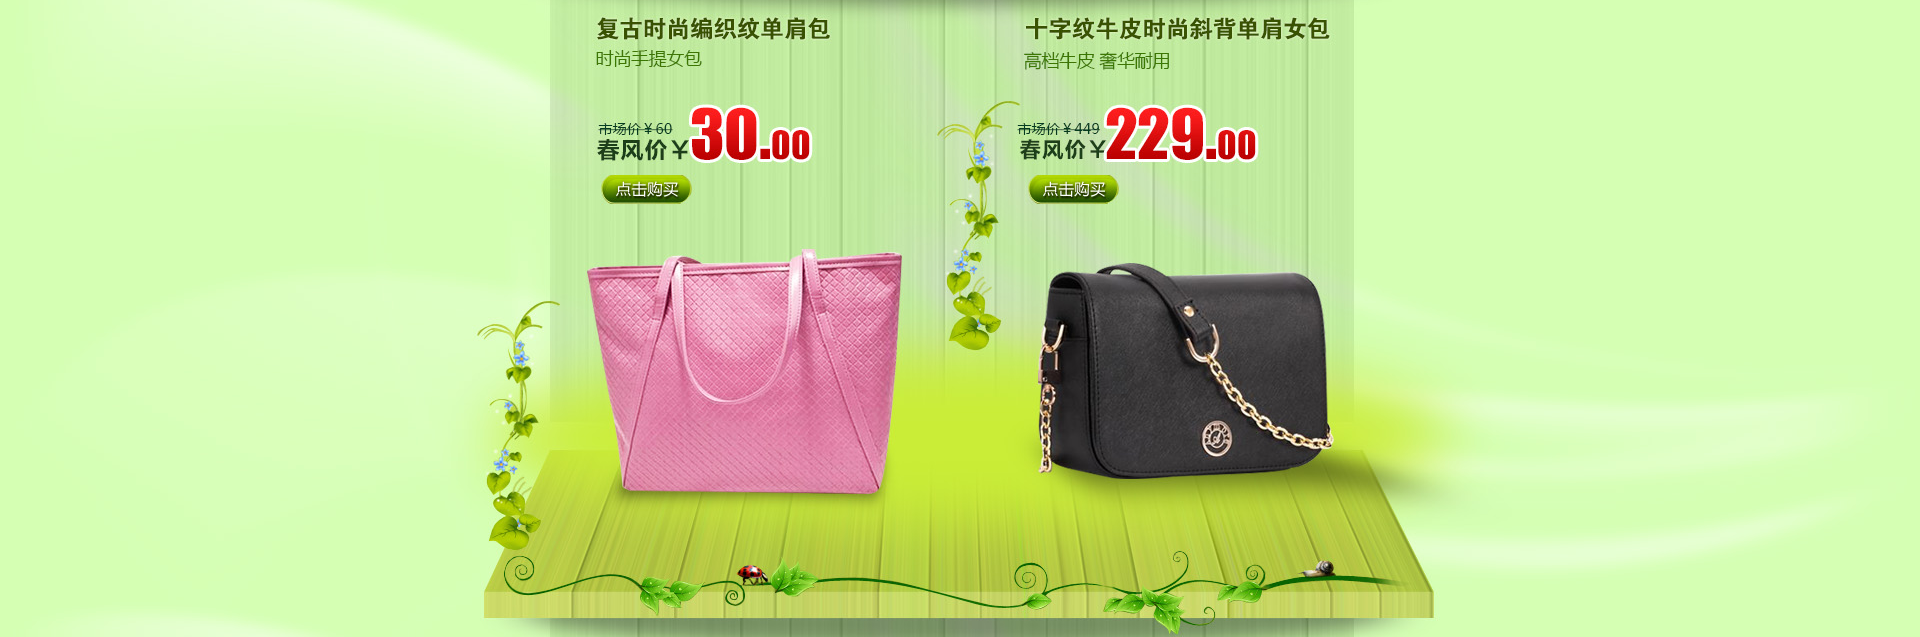 复古时尚编织纹单肩包
时尚手提女包
市场价￥60
春风价￥30.00
点击购买
十字纹牛皮时尚斜背单肩女包
高档牛皮 奢华耐用
市场价￥449
春风价￥229.00
点击购买